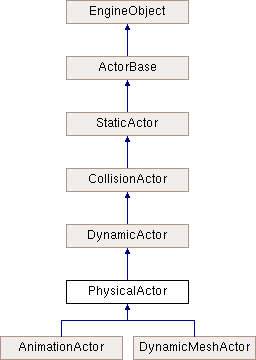 EngineObject
ActorBase
StaticActor
CollisionActor
DynamicActor
PhysicalActor
AnimationActor DynamicMeshActor